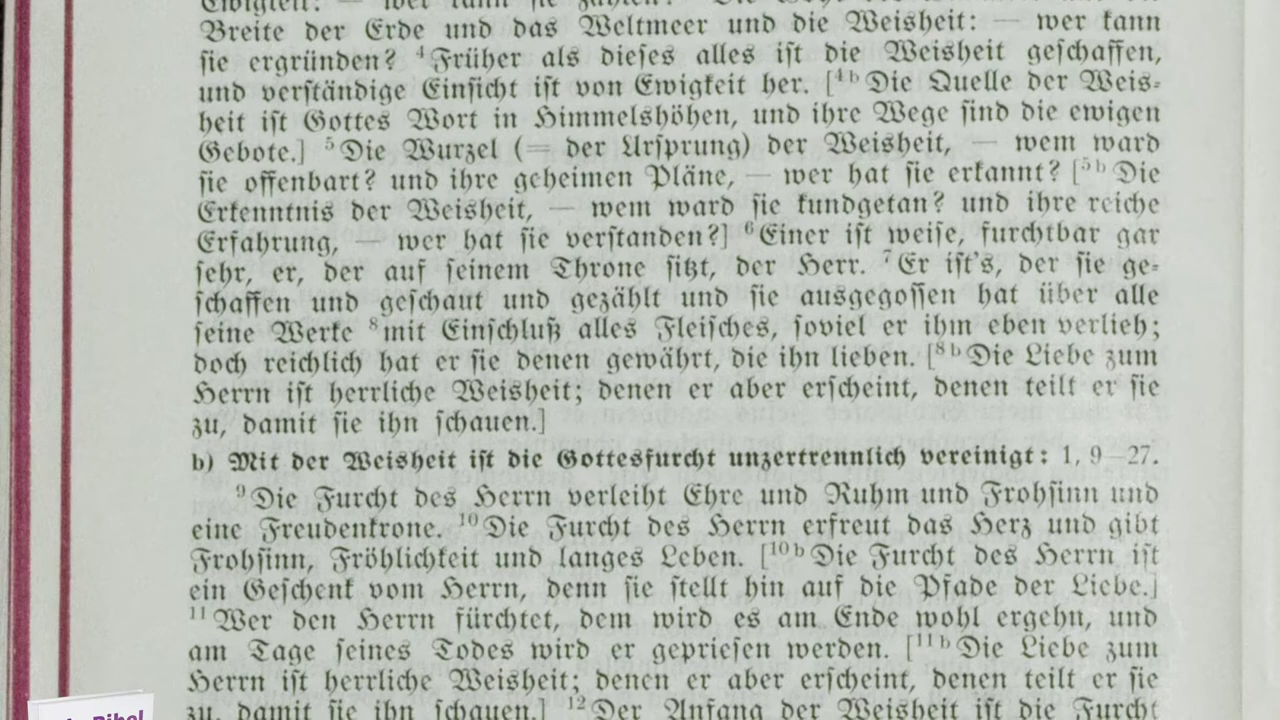 Breite der Erde und das Weltmeer und die Weisheit: — wer kann
sie ergründen? ⁴Früher als dieses alles ist die Weisheit geschaffen,
und verständige Einsicht ist von Ewigkeit her. [⁴ᵇDie Quelle der Weis-
heit ist Gottes Wort in Himmelshöhen, und ihre Wege sind die ewigen
Gebote.] ⁵Die Wurzel (= der Ursprung) der Weisheit, — wem ward
sie offenbart? und ihre geheimen Pläne, — wer hat sie erkannt? [⁵ᵇDie
Erkenntnis der Weisheit, — wem ward sie kundgetan? und ihre reiche
Erfahrung, — wer hat sie verstanden?] ⁶Einer ist weise, furchtbar gar
sehr, er, der auf seinem Throne sitzt, der Herr. ⁷Er ist's, der sie ge-
schaffen und geschaut und gezählt und sie ausgegossen hat über alle
seine Werke ⁸mit Einschluß alles Fleisches, soviel er ihm eben verlieh;
doch reichlich hat er sie denen gewährt, die ihn lieben. [⁸ᵇDie Liebe zum
Herrn ist herrliche Weisheit; denen er aber erscheint, denen teilt er sie
zu, damit sie ihn schauen.]
b) Mit der Weisheit ist die Gottesfurcht unzertrennlich vereinigt: 1, 9—27.
⁹Die Furcht des Herrn verleiht Ehre und Ruhm und Frohsinn und
eine Freudenkrone. ¹⁰Die Furcht des Herrn erfreut das Herz und gibt
Frohsinn, Fröhlichkeit und langes Leben. [¹⁰ᵇDie Furcht des Herrn ist
ein Geschenk vom Herrn, denn sie stellt hin auf die Pfade der Liebe.]
¹¹Wer den Herrn fürchtet, dem wird es am Ende wohl ergehn, und
am Tage seines Todes wird er gepriesen werden. [¹¹ᵇDie Liebe zum
Herrn ist herrliche Weisheit; denen er aber erscheint, denen teilt er sie
zu, damit sie ihn schauen.] ¹²Der Anfang der Weisheit ist die Furcht
Bibel